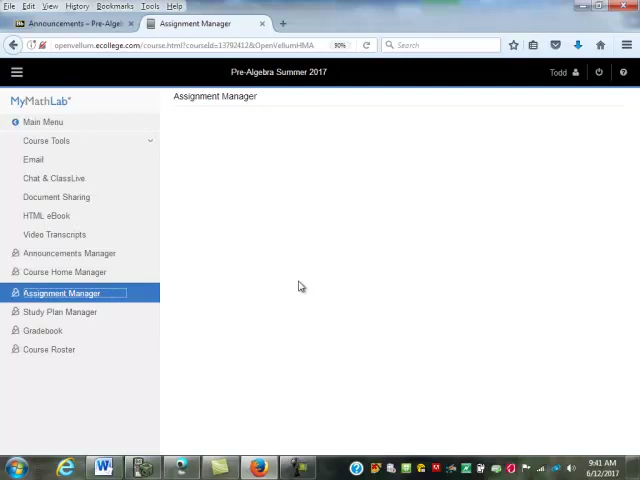 File Edit View History Bookmarks Tools Help
Announcements – Pre-Algel
Assignment Manager
openvellum.ecollege.com/course.html?courseId=13792412&OpenVellumHMA
90%
Search
Pre-Algebra Summer 2017
Todd
MyMathLab
Assignment Manager
Main Menu
Course Tools
Email
Chat & ClassLive
Document Sharing
HTML eBook
Video Transcripts
Announcements Manager
Course Home Manager
Assignment Manager
Study Plan Manager
Gradebook
Course Roster
9:41 AM
6/12/2017